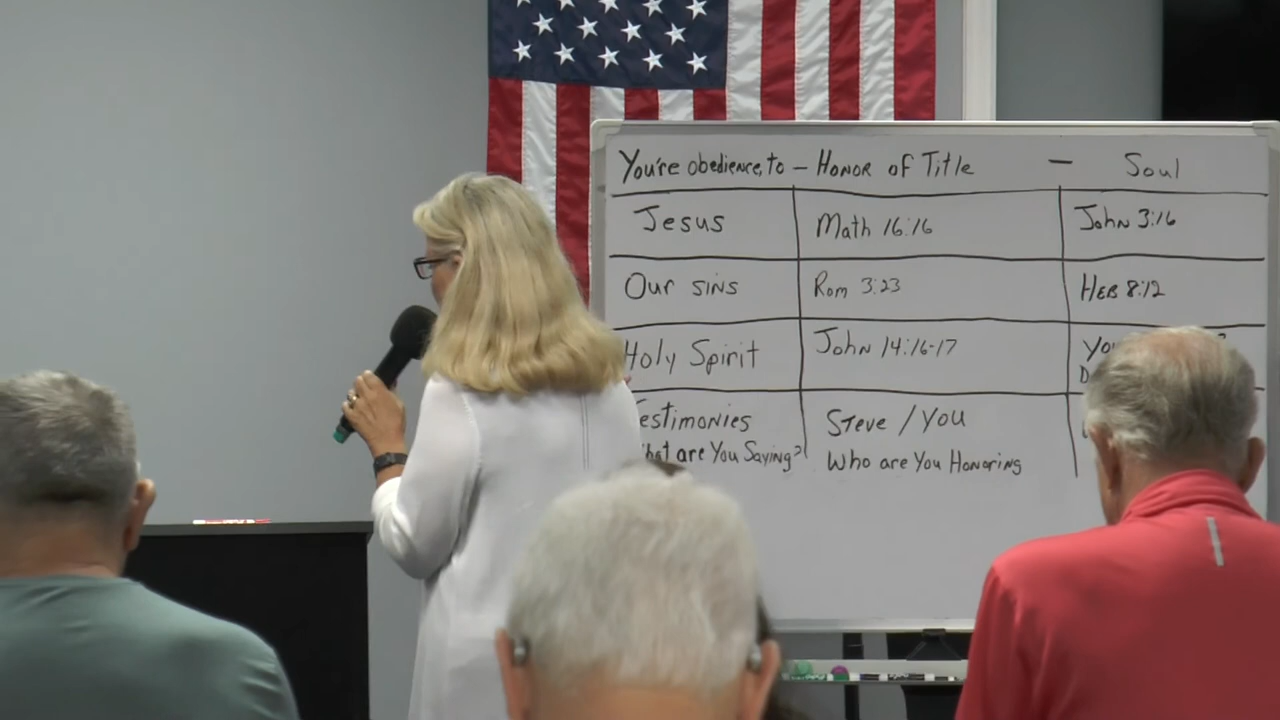 You're obedience, to — Honor of Title — Soul
Jesus Math 16:16 John 3:16
Our sins Rom 3:23 Heb 8:12
Holy Spirit John 14:16-17
Testimonies Steve / You
are You Saying? Who are You Honoring